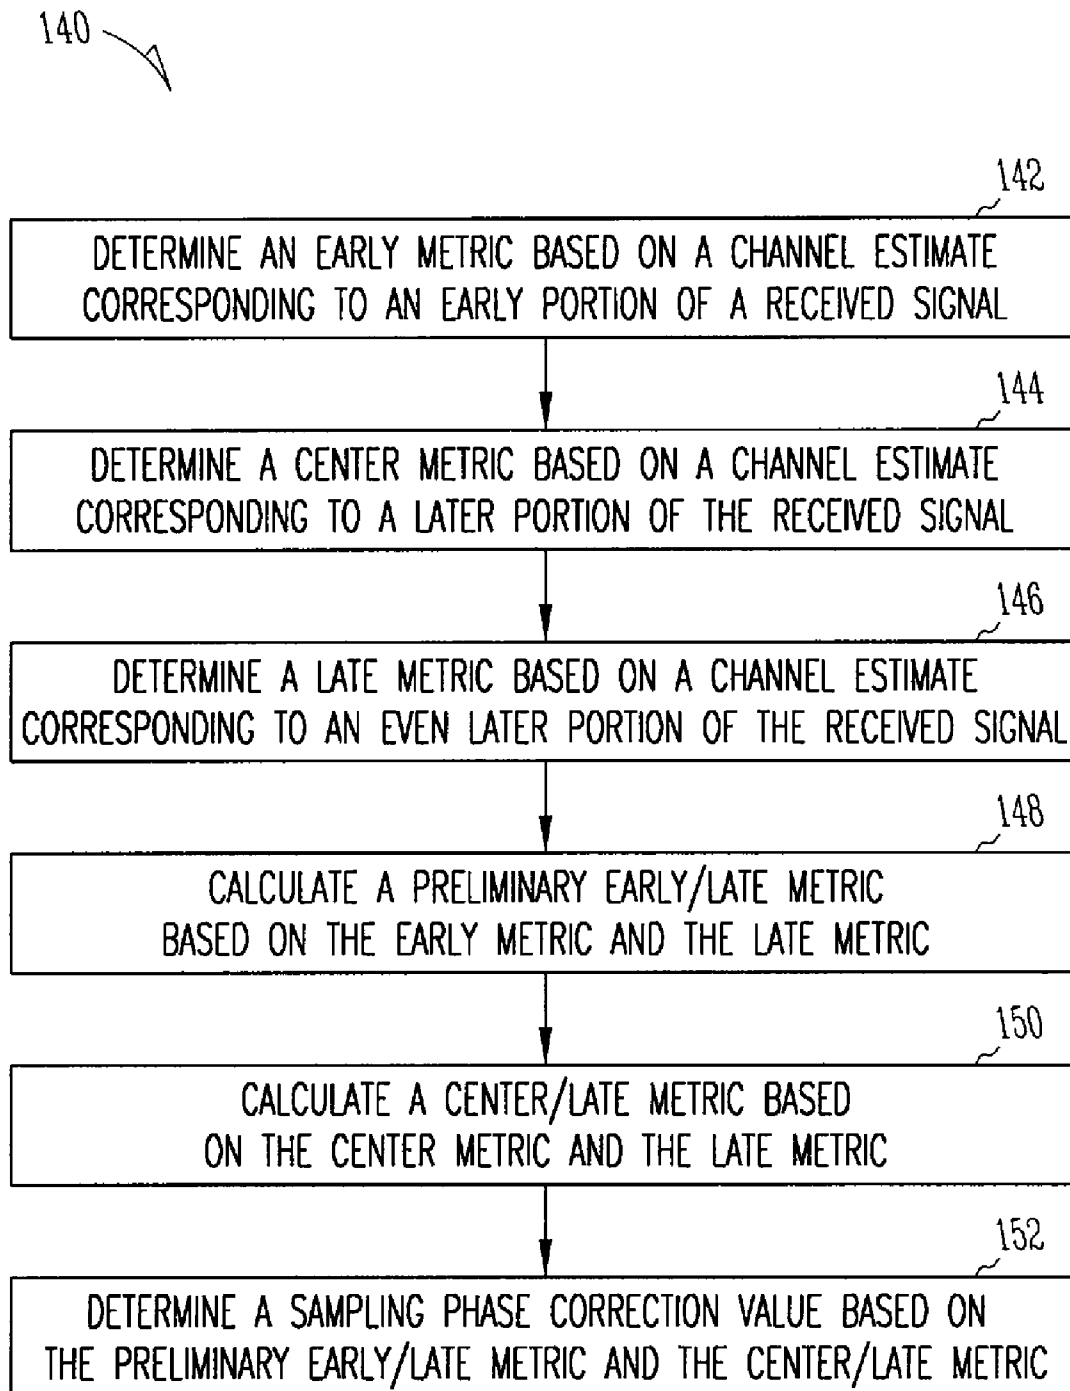 140
142
DETERMINE AN EARLY METRIC BASED ON A CHANNEL ESTIMATE
CORRESPONDING TO AN EARLY PORTION OF A RECEIVED SIGNAL
144
DETERMINE A CENTER METRIC BASED ON A CHANNEL ESTIMATE
CORRESPONDING TO A LATER PORTION OF THE RECEIVED SIGNAL
146
DETERMINE A LATE METRIC BASED ON A CHANNEL ESTIMATE
CORRESPONDING TO AN EVEN LATER PORTION OF THE RECEIVED SIGNAL
148
CALCULATE A PRELIMINARY EARLY/LATE METRIC
BASED ON THE EARLY METRIC AND THE LATE METRIC
150
CALCULATE A CENTER/LATE METRIC BASED
ON THE CENTER METRIC AND THE LATE METRIC
152
DETERMINE A SAMPLING PHASE CORRECTION VALUE BASED ON
THE PRELIMINARY EARLY/LATE METRIC AND THE CENTER/LATE METRIC